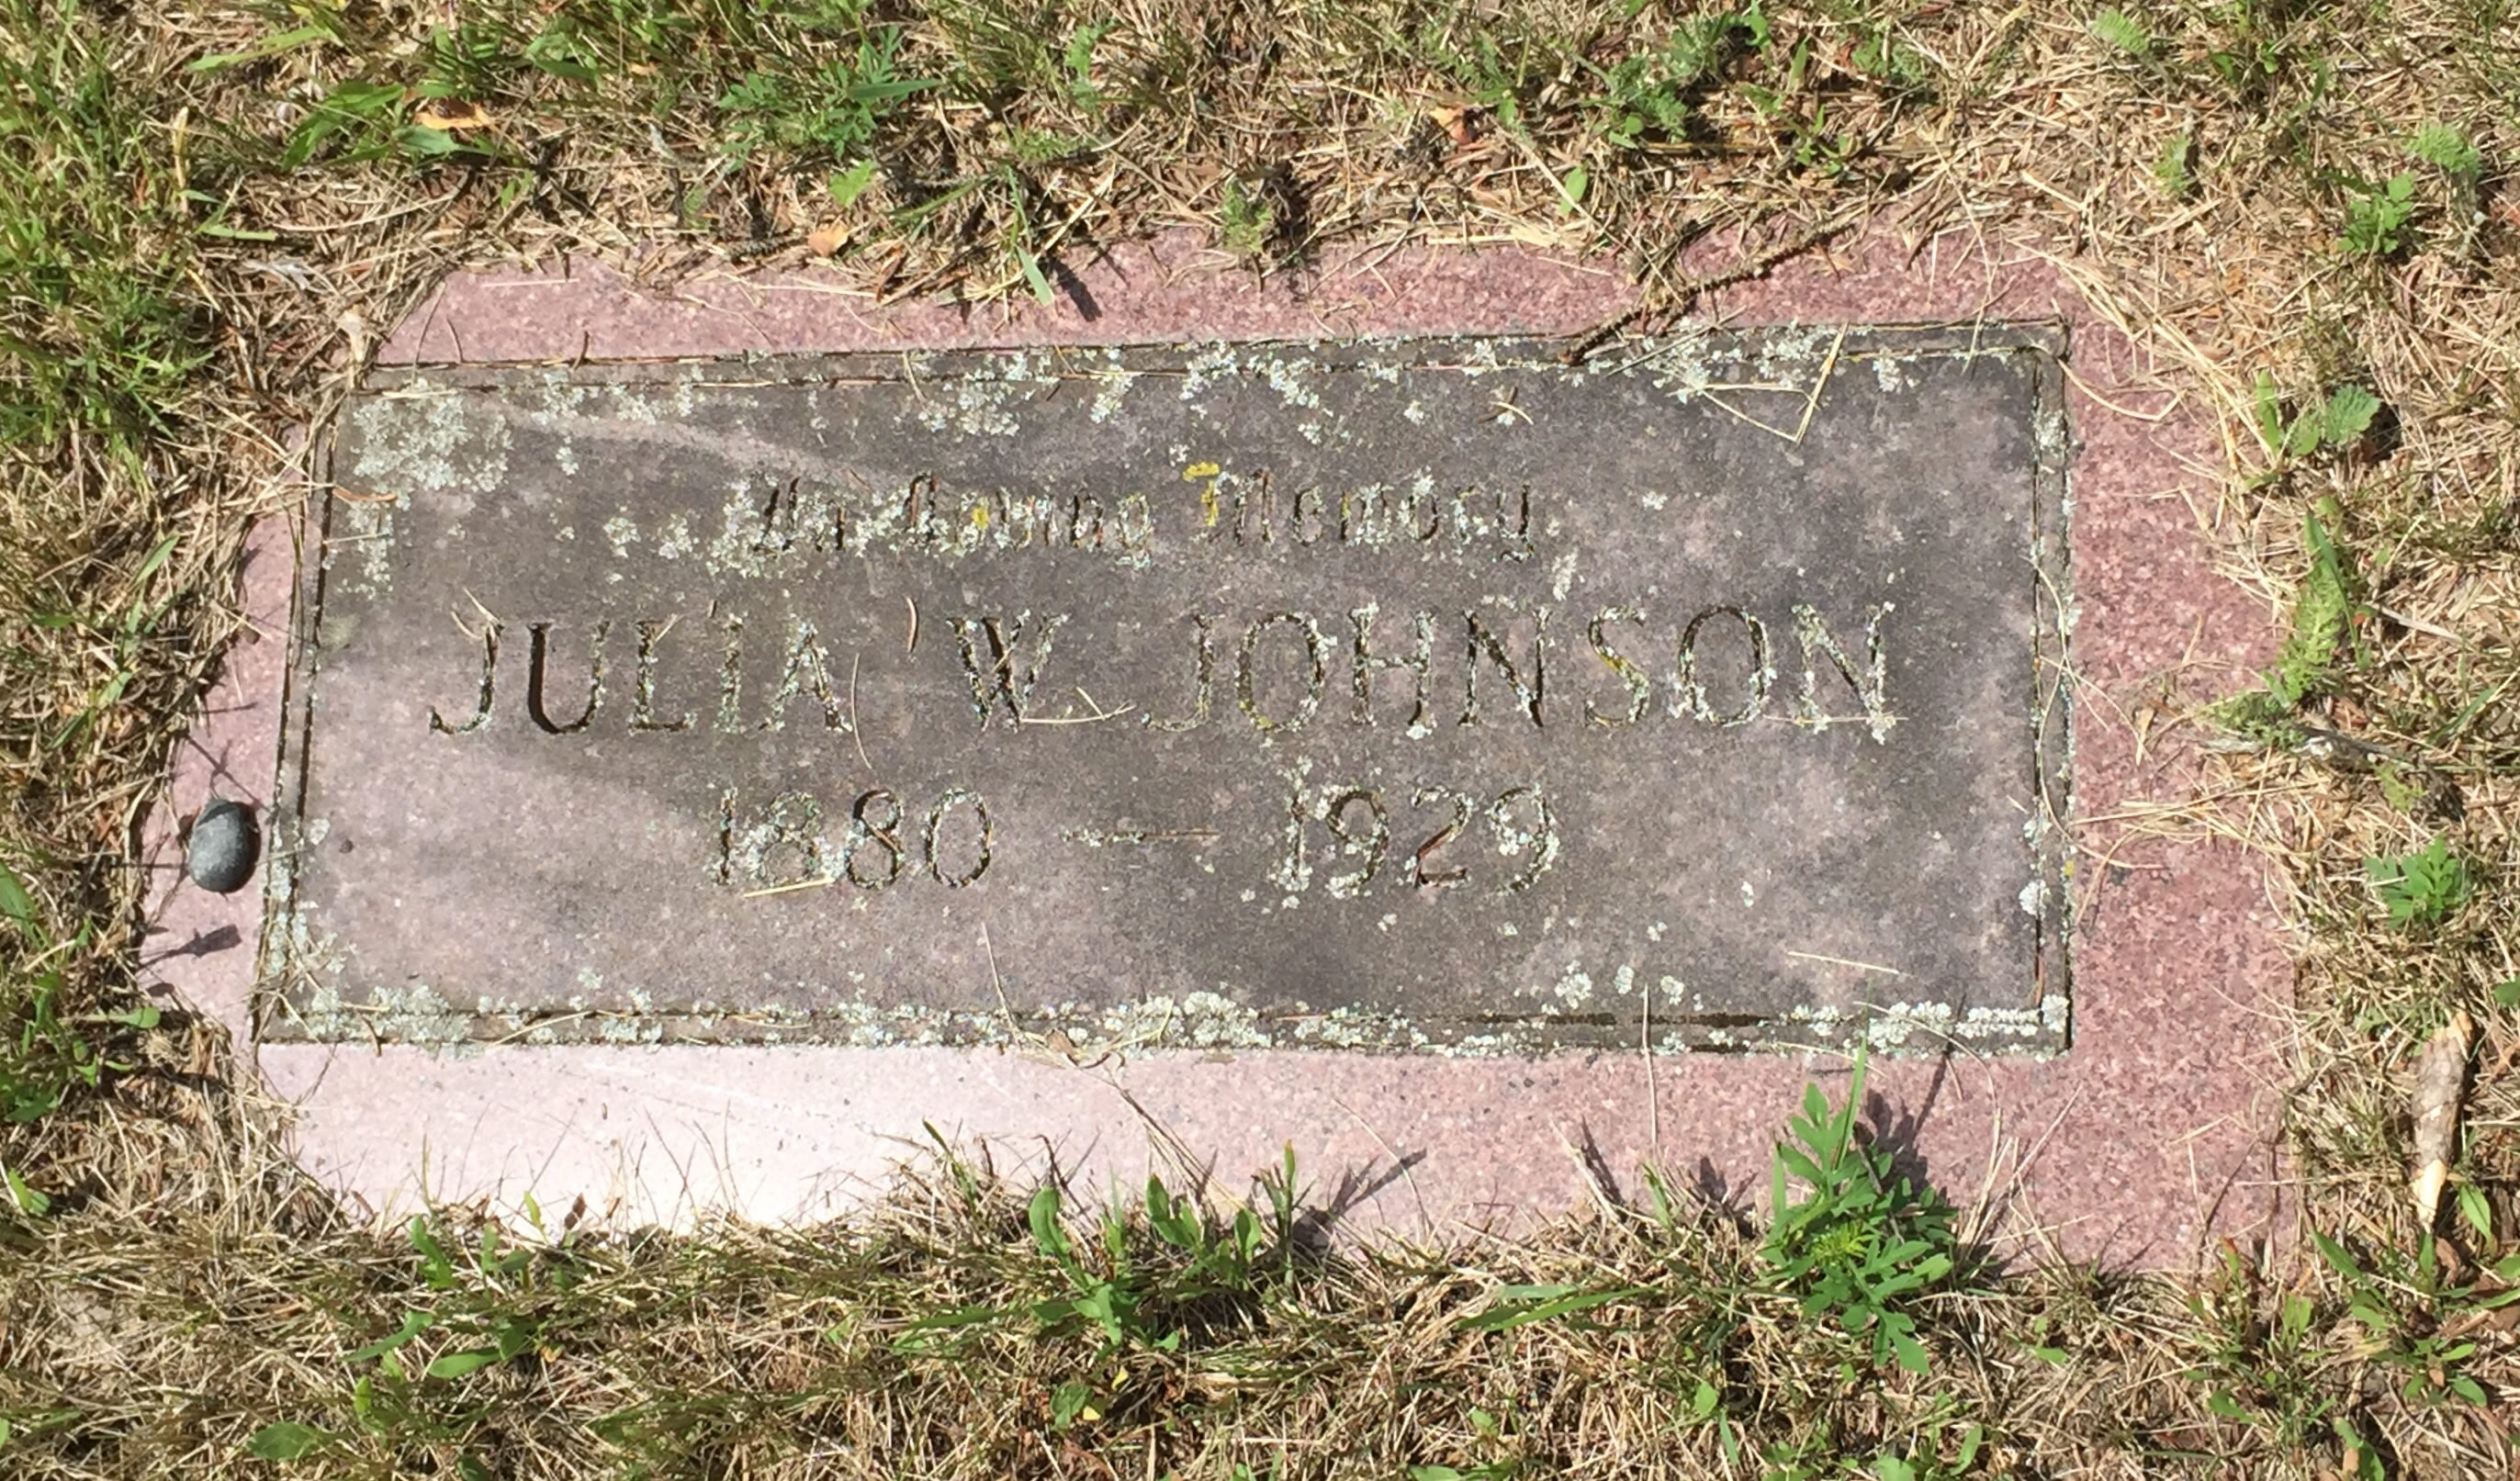 In Loving Memory
JULIA W. JOHNSON
1880 — 1929